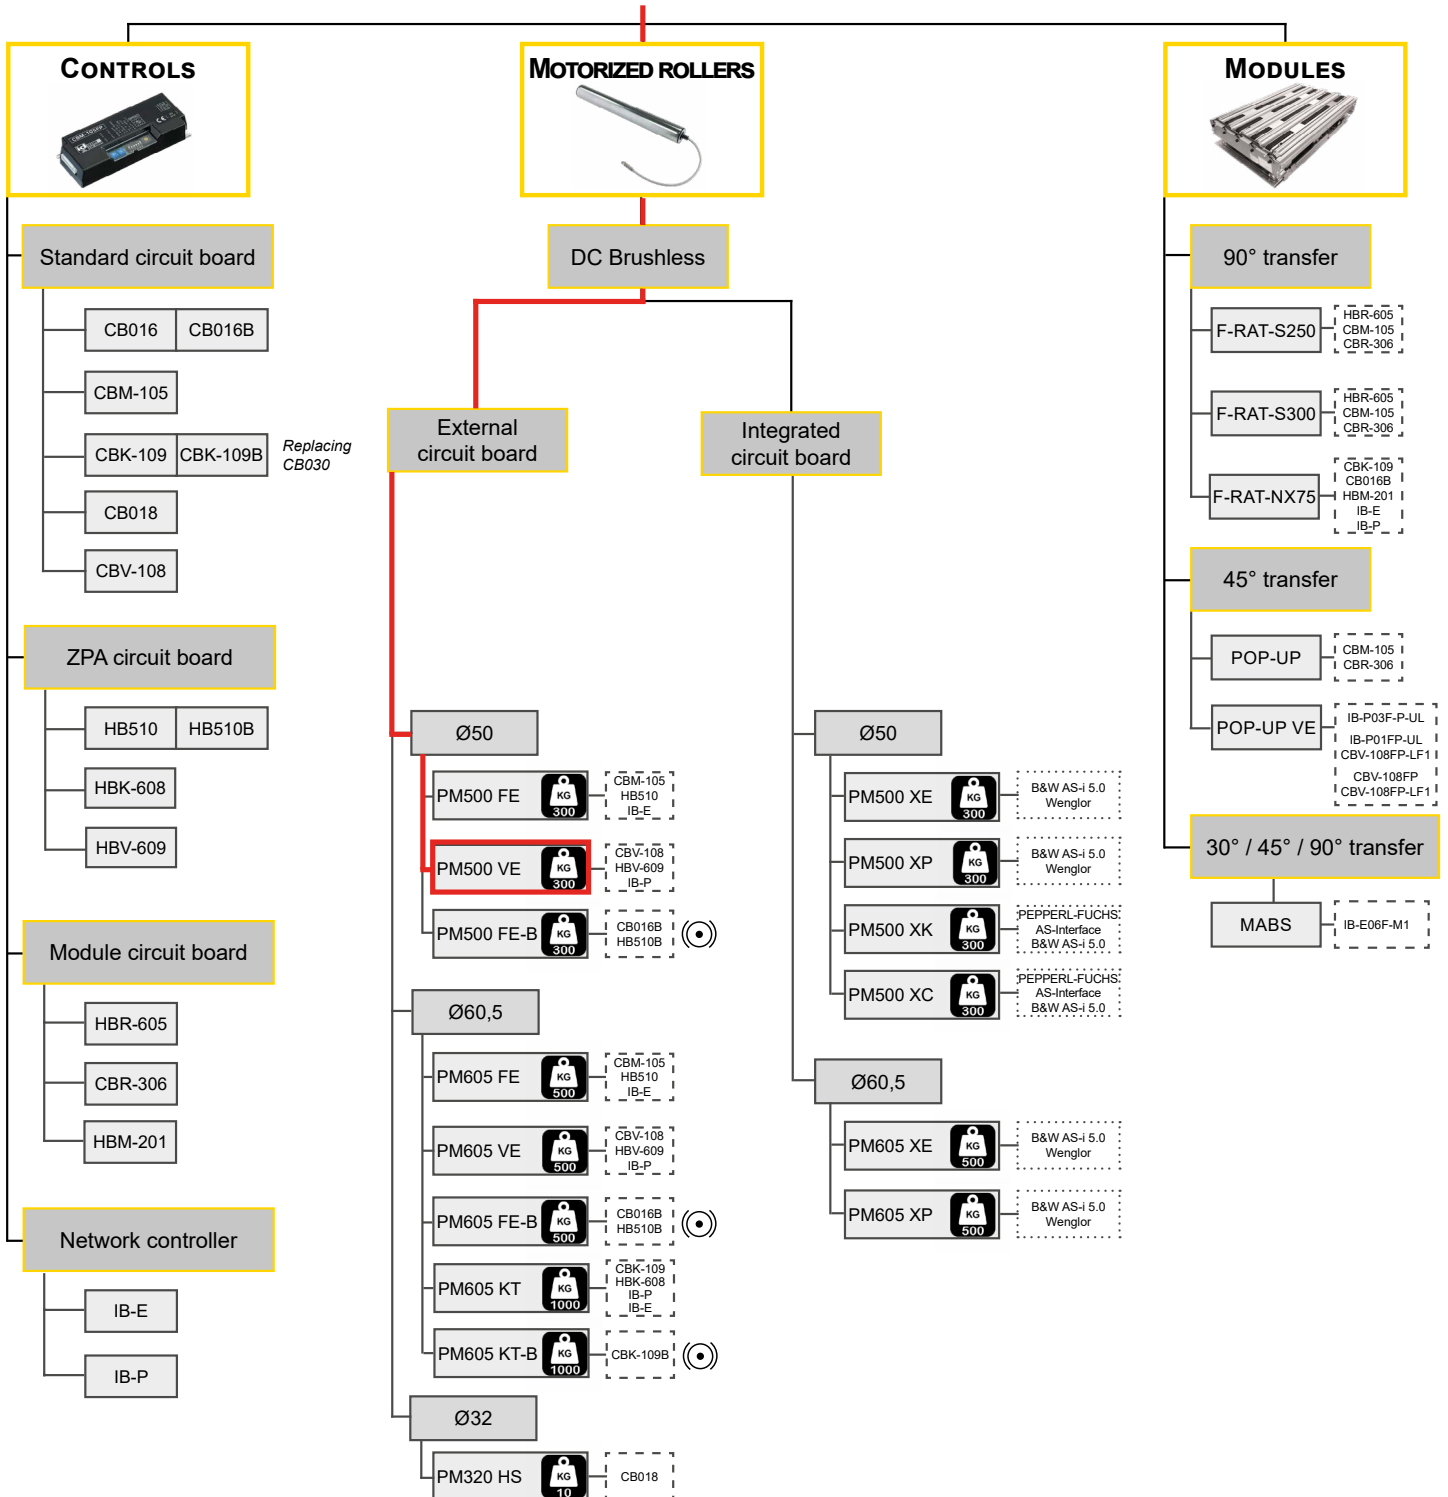 CONTROLS
CBM-105FP
Standard circuit board
CB016
CB016B
CBM-105
CBK-109
CBK-109B
Replacing
CB030
CB018
CBV-108
ZPA circuit board
HB510
HB510B
HBK-608
HBV-609
Module circuit board
HBR-605
CBR-306
HBM-201
Network controller
IB-E
IB-P
MOTORIZED ROLLERS
DC Brushless
External
circuit board
Ø50
PM500 FE
KG
300
CBM-105
HB510
IB-E
PM500 VE
KG
300
CBV-108
HBV-609
IB-P
PM500 FE-B
KG
300
CB016B
HB510B
Ø60,5
PM605 FE
KG
500
CBM-105
HB510
IB-E
PM605 VE
KG
500
CBV-108
HBV-609
IB-P
PM605 FE-B
KG
500
CB016B
HB510B
PM605 KT
KG
1000
CBK-109
HBK-608
IB-P
IB-E
PM605 KT-B
KG
1000
CBK-109B
Ø32
PM320 HS
KG
10
CB018
Integrated
circuit board
Ø50
PM500 XE
KG
300
B&W AS-i 5.0
Wenglor
PM500 XP
KG
300
B&W AS-i 5.0
Wenglor
PM500 XK
KG
300
PEPPERL-FUCHS
AS-Interface
B&W AS-i 5.0
PM500 XC
KG
300
PEPPERL-FUCHS
AS-Interface
B&W AS-i 5.0
Ø60,5
PM605 XE
KG
500
B&W AS-i 5.0
Wenglor
PM605 XP
KG
500
B&W AS-i 5.0
Wenglor
MODULES
90° transfer
F-RAT-S250
HBR-605
CBM-105
CBR-306
F-RAT-S300
HBR-605
CBM-105
CBR-306
F-RAT-NX75
CBK-109
CB016B
HBM-201
IB-E
IB-P
45° transfer
POP-UP
CBM-105
CBR-306
POP-UP VE
IB-P03F-P-UL
IB-P01FP-UL
CBV-108FP-LF1
CBV-108FP
CBV-108FP-LF1
30° / 45° / 90° transfer
MABS
IB-E06F-M1